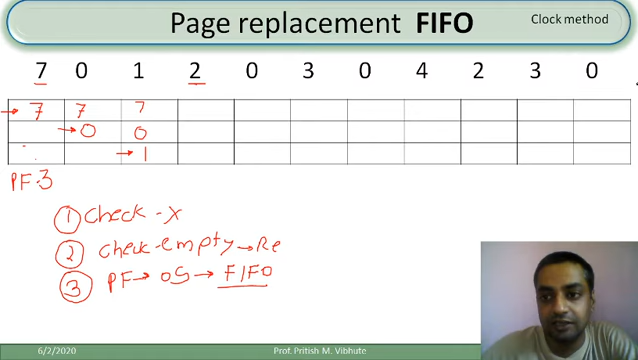 Page replacement FIFO
Clock method
7 0 1 2 0 3 0 4 2 3 0
→ 7 7 7
→ 0 0
→ 1
PF-3
① Check - X
② Check-empty → Re
③ PF → OS → FIFO
6/2/2020 Prof. Pritish M. Vibhute